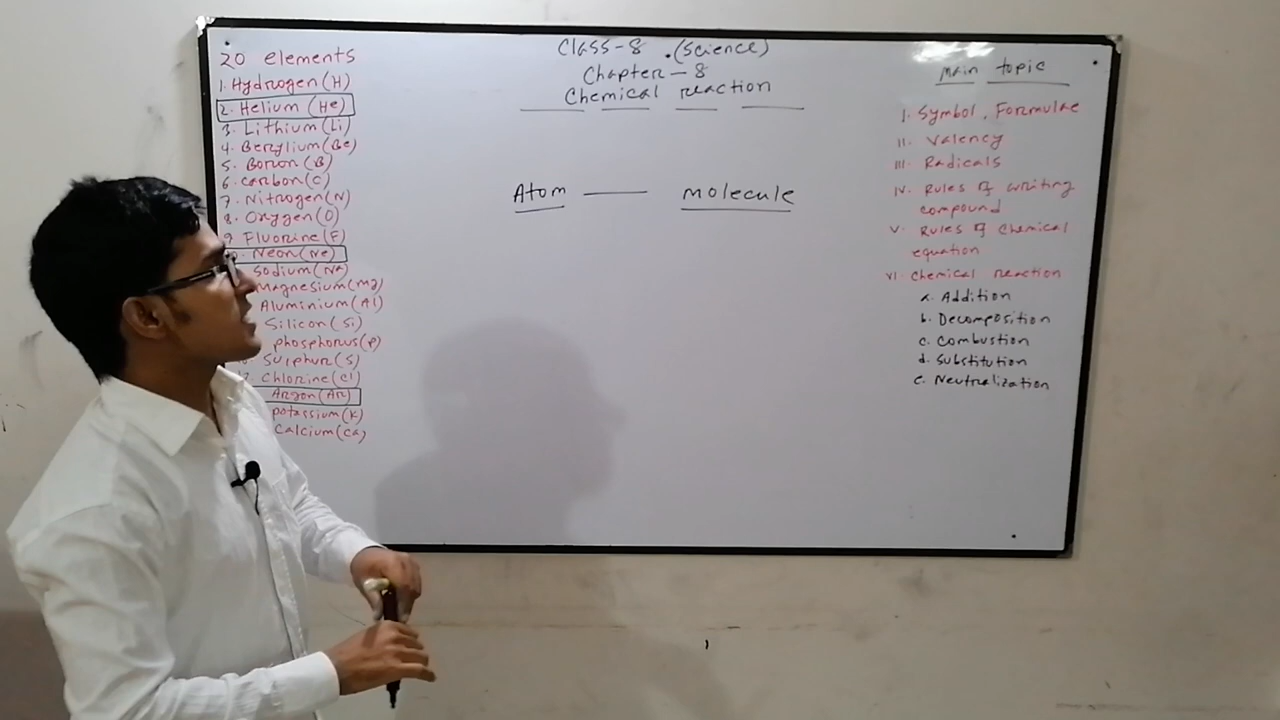 20 elements
1. Hydrogen (H)
2. Helium (He)
3. Lithium (Li)
4. Berylium (Be)
5. Boron (B)
6. carbon (C)
7. Nitrogen (N)
8. Oxygen (O)
9. Fluorine (F)
Neon (Ne)
Sodium (Na)
Magnesium (Mg)
Aluminium (Al)
Silicon (Si)
phosphorus (P)
Sulphur (S)
Chlorine (Cl)
Argon (Ar)
potassium (K)
Calcium (Ca)
Class-8 .(Science)
Chapter - 8
Chemical reaction
Atom — molecule
Main topic
I. Symbol, Formulae
II. Valency
III. Radicals
IV. Rules of writing
compound
V. Rules of Chemical
equation
VI. Chemical reaction
a. Addition
b. Decomposition
c. Combustion
d. Substitution
e. Neutralization